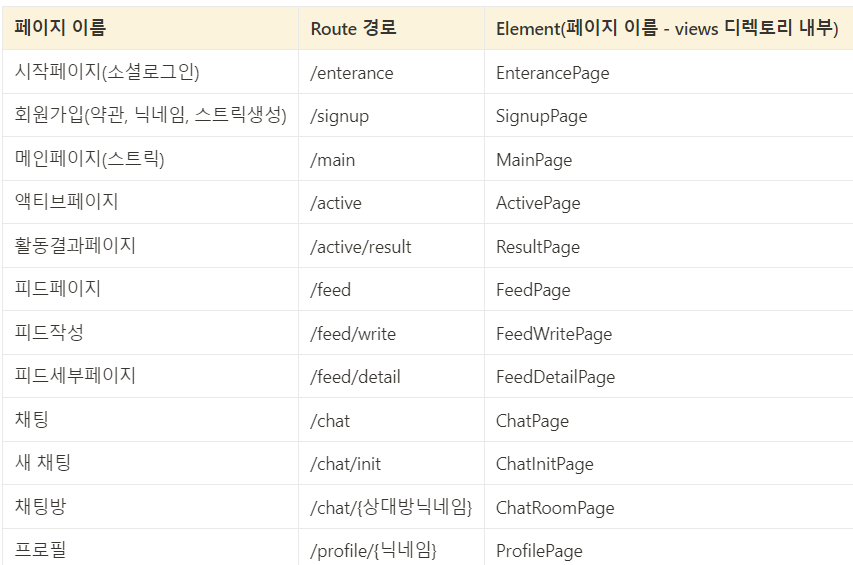 페이지 이름 Route 경로 Element(페이지 이름 - views 디렉토리 내부)
시작페이지(소셜로그인) /enterance EnterancePage
회원가입(약관, 닉네임, 스트릭생성) /signup SignupPage
메인페이지(스트릭) /main MainPage
액티브페이지 /active ActivePage
활동결과페이지 /active/result ResultPage
피드페이지 /feed FeedPage
피드작성 /feed/write FeedWritePage
피드세부페이지 /feed/detail FeedDetailPage
채팅 /chat ChatPage
새 채팅 /chat/init ChatInitPage
채팅방 /chat/{상대방닉네임} ChatRoomPage
프로필 /profile/{닉네임} ProfilePage